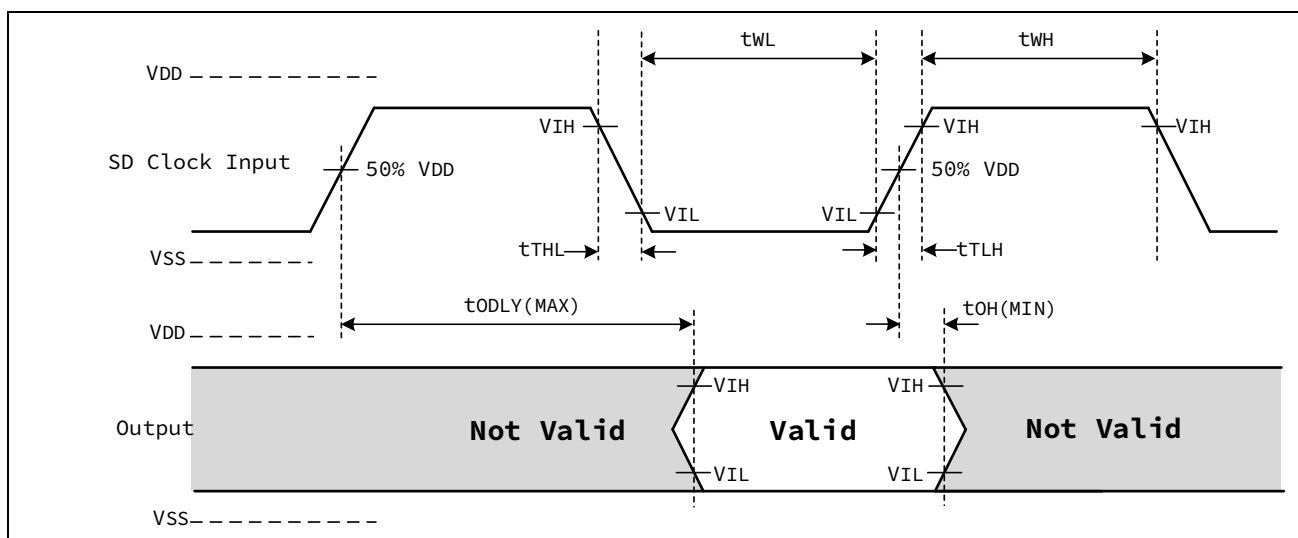 tWL
tWH
VDD
VIH
VIH
VIH
SD Clock Input
50% VDD
50% VDD
VIL
VIL
VSS
tTHL
tTLH
tODLY(MAX)
tOH(MIN)
VDD
VIH
VIH
Output
Not Valid
Valid
Not Valid
VIL
VIL
VSS